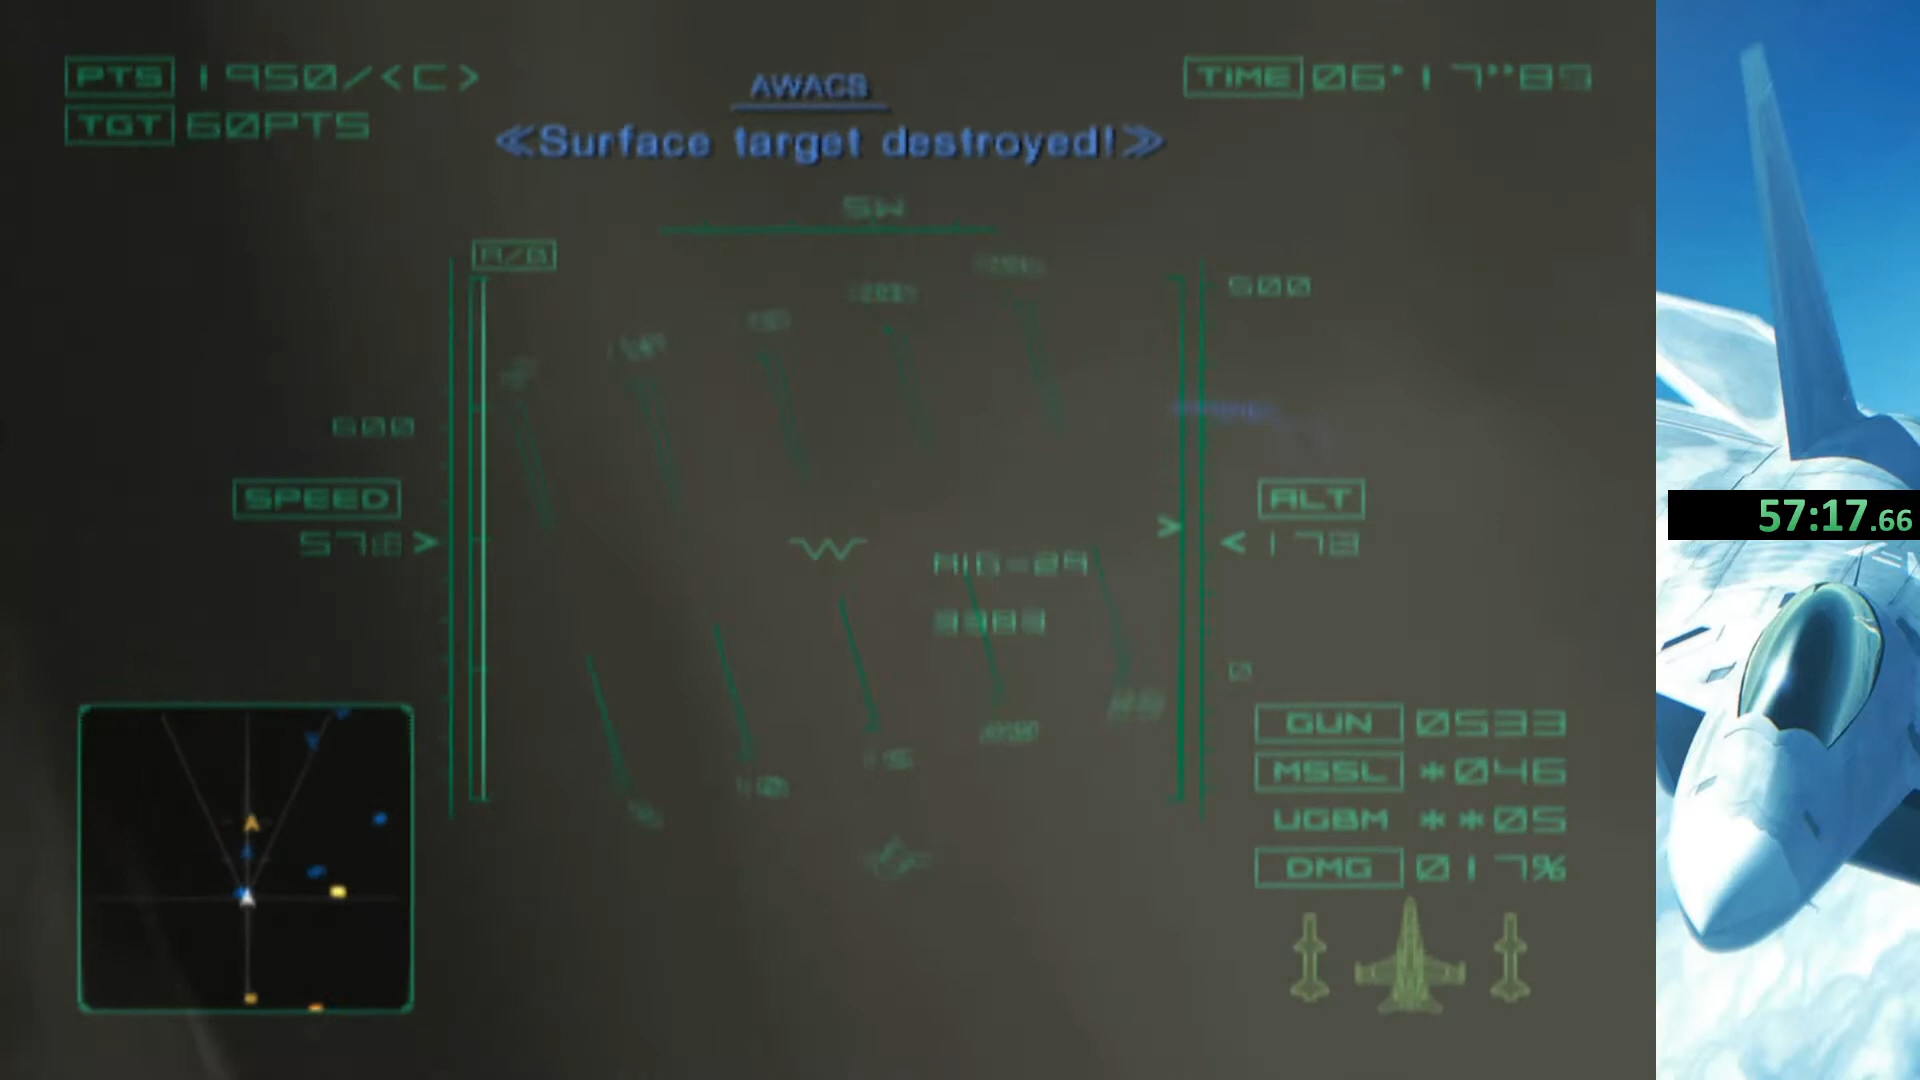 PTS 1950/<C>
TGT 60PTS
AWACS
≪Surface target destroyed!≫
TIME 06'17"89
SW
A/B
500
600
SPEED
ALT
178
MIG-29
0
GUN 0533
MSSL *046
UGBM **05
DMG 017%
57:17.66